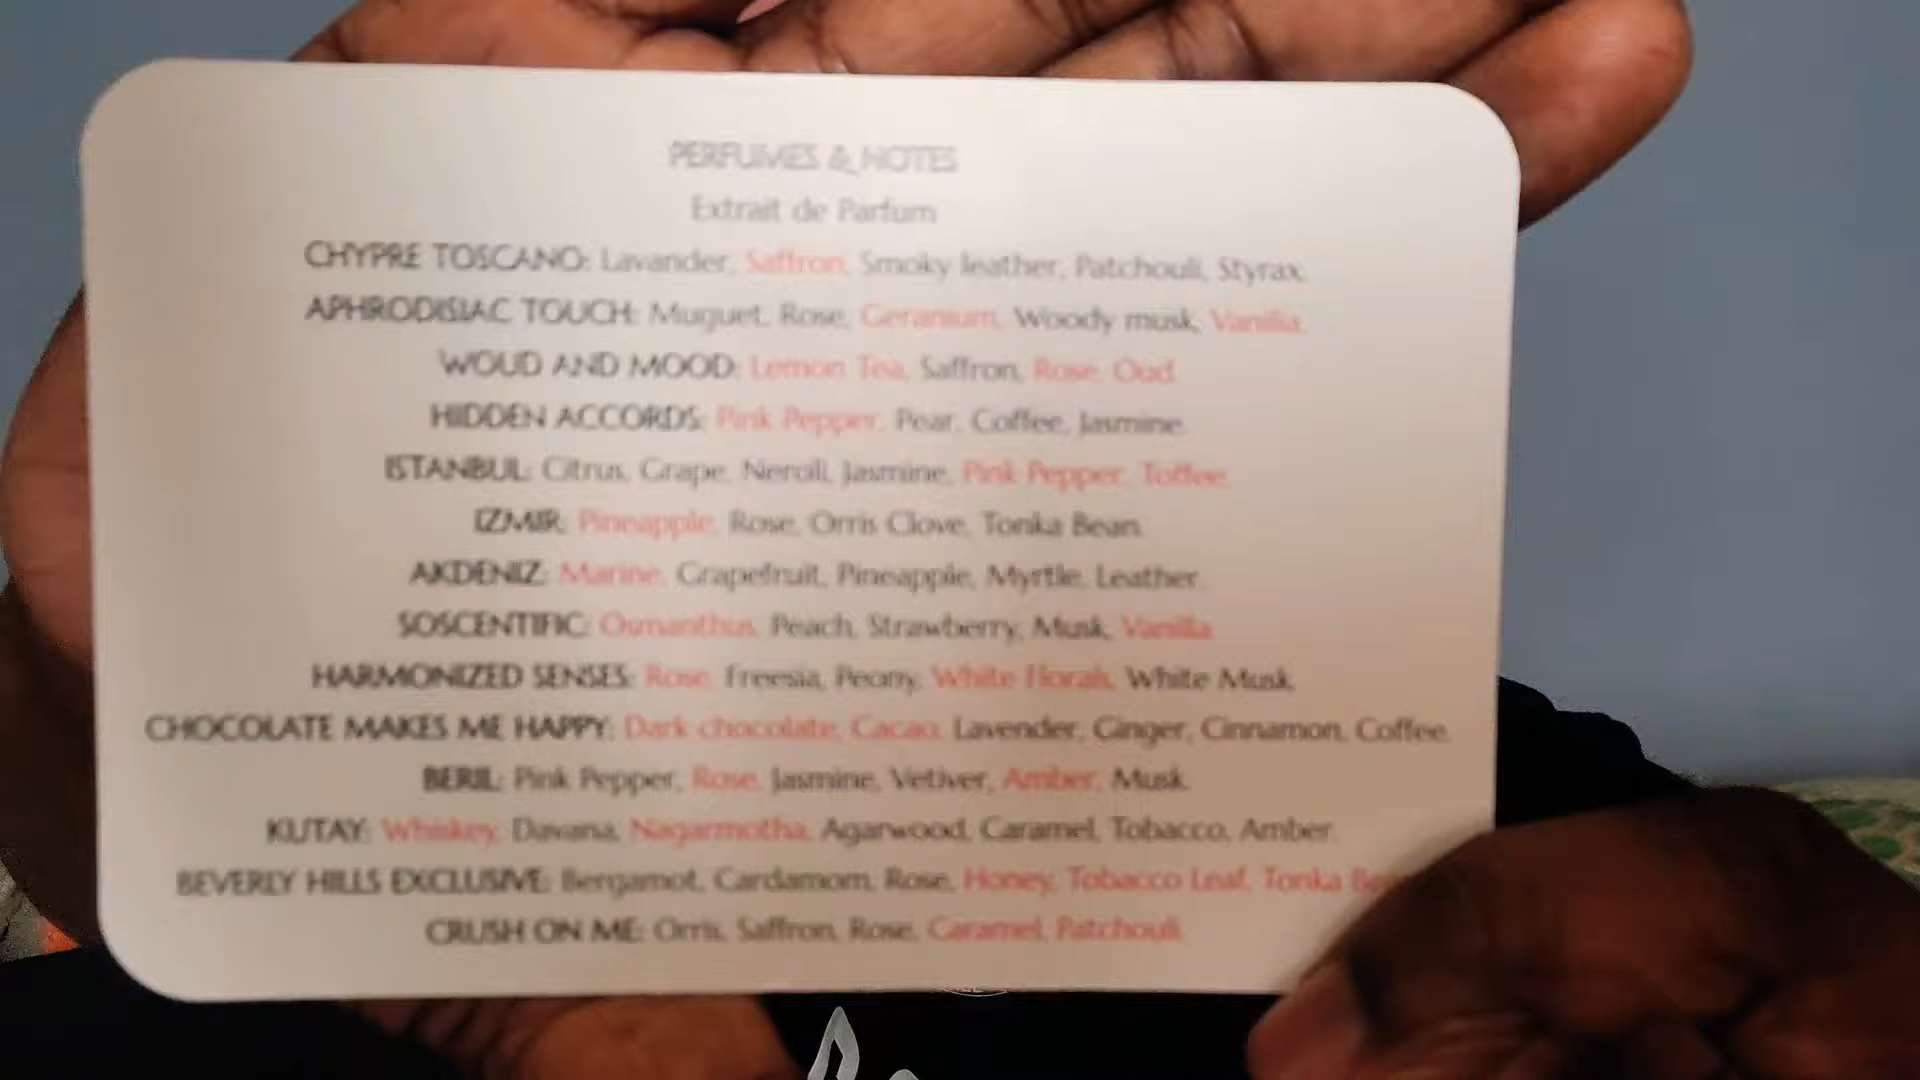 PERFUMES & NOTES
Extrait de Parfum
CHYPRE TOSCANO: Lavander, Saffron, Smoky leather, Patchouli, Styrax.
APHRODISIAC TOUCH: Muguet, Rose, Geranium, Woody musk, Vanilla.
WOUD AND MOOD: Lemon Tea, Saffron, Rose, Oud.
HIDDEN ACCORDS: Pink Pepper, Pear, Coffee, Jasmine.
ISTANBUL: Citrus, Grape, Neroli, Jasmine, Pink Pepper, Toffee.
IZMIR: Pineapple, Rose, Orris Clove, Tonka Bean.
AKDENIZ: Marine, Grapefruit, Pineapple, Myrtle, Leather.
SOSCENTIFIC: Osmanthus, Peach, Strawberry, Musk, Vanilla.
HARMONIZED SENSES: Rose, Freesia, Peony, White Florals, White Musk.
CHOCOLATE MAKES ME HAPPY: Dark chocolate, Cacao, Lavender, Ginger, Cinnamon, Coffee.
BERIL: Pink Pepper, Rose, Jasmine, Vetiver, Amber, Musk.
KUTAY: Whiskey, Davana, Nagarmotha, Agarwood, Caramel, Tobacco, Amber.
BEVERLY HILLS EXCLUSIVE: Bergamot, Cardamom, Rose, Honey, Tobacco Leaf, Tonka
CRUSH ON ME: Orris, Saffron, Rose, Caramel, Patchouli.